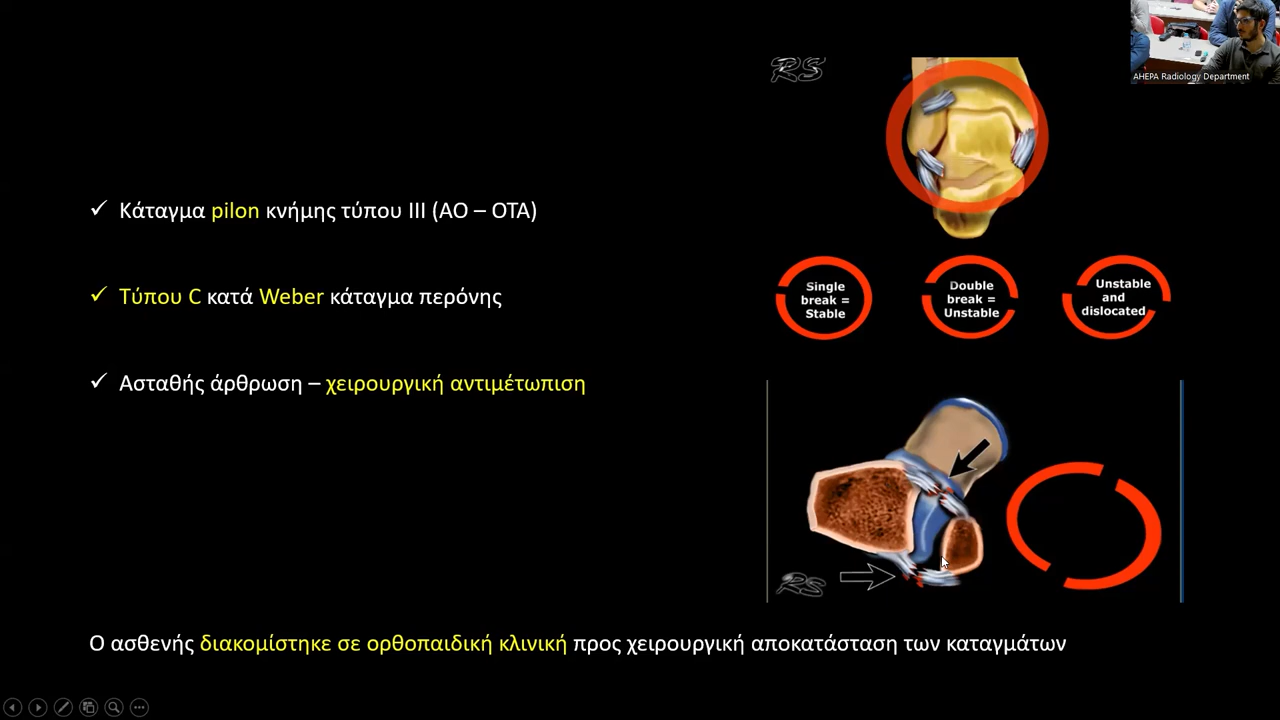 RS
AHEPA Radiology Department
✓ Κάταγμα pilon κνήμης τύπου III (AO – OTA)
✓ Τύπου C κατά Weber κάταγμα περόνης
✓ Ασταθής άρθρωση – χειρουργική αντιμέτωπιση
Single
break =
Stable
Double
break =
Unstable
Unstable
and
dislocated
RS
Ο ασθενής διακομίστηκε σε ορθοπαιδική κλινική προς χειρουργική αποκατάσταση των καταγμάτων